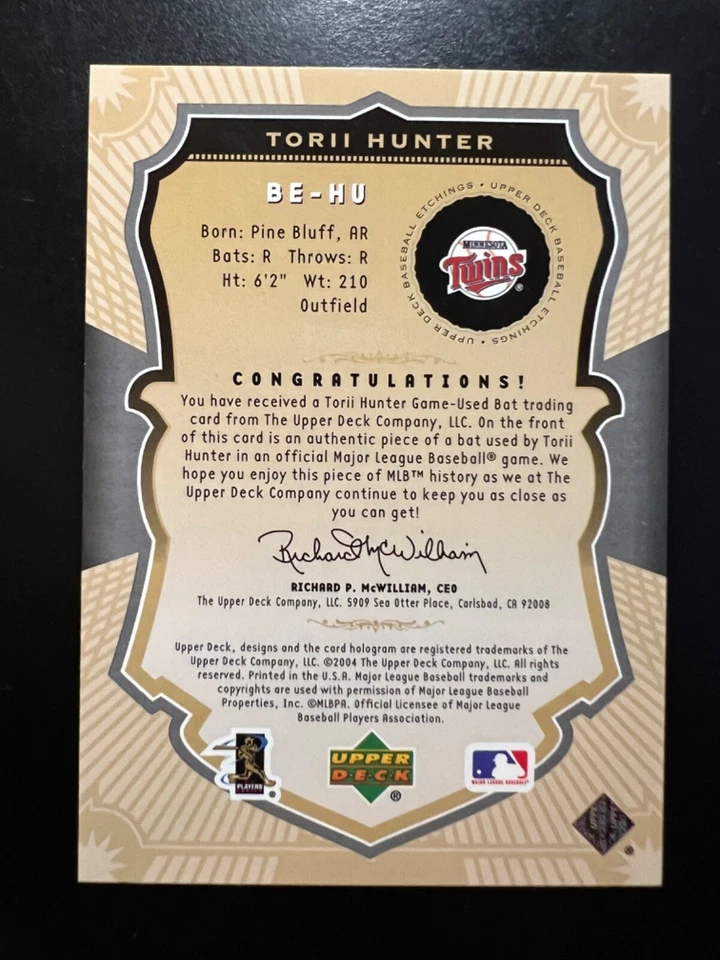 TORII HUNTER
BE-HU
Born: Pine Bluff, AR
Bats: R Throws: R
Ht: 6'2" Wt: 210
Outfield
UPPER DECK BASEBALL ETCHINGS • UPPER DECK BASEBALL ETCHINGS •
MINNESOTA
Twins
®
CONGRATULATIONS!
You have received a Torii Hunter Game-Used Bat trading
card from The Upper Deck Company, LLC. On the front
of this card is an authentic piece of a bat used by Torii
Hunter in an official Major League Baseball® game. We
hope you enjoy this piece of MLB™ history as we at The
Upper Deck Company continue to keep you as close as
you can get!
Richard P McWilliam
RICHARD P. McWILLIAM, CEO
The Upper Deck Company, LLC. 5909 Sea Otter Place, Carlsbad, CA 92008
Upper Deck, designs and the card hologram are registered trademarks of The
Upper Deck Company, LLC. ©2004 The Upper Deck Company, LLC. All rights
reserved. Printed in the U.S.A. Major League Baseball trademarks and
copyrights are used with permission of Major League Baseball
Properties, Inc. ©MLBPA. Official Licensee of Major League
Baseball Players Association.
PLAYERS
®
UPPER
DECK
®
MAJOR LEAGUE BASEBALL
UPPER
®